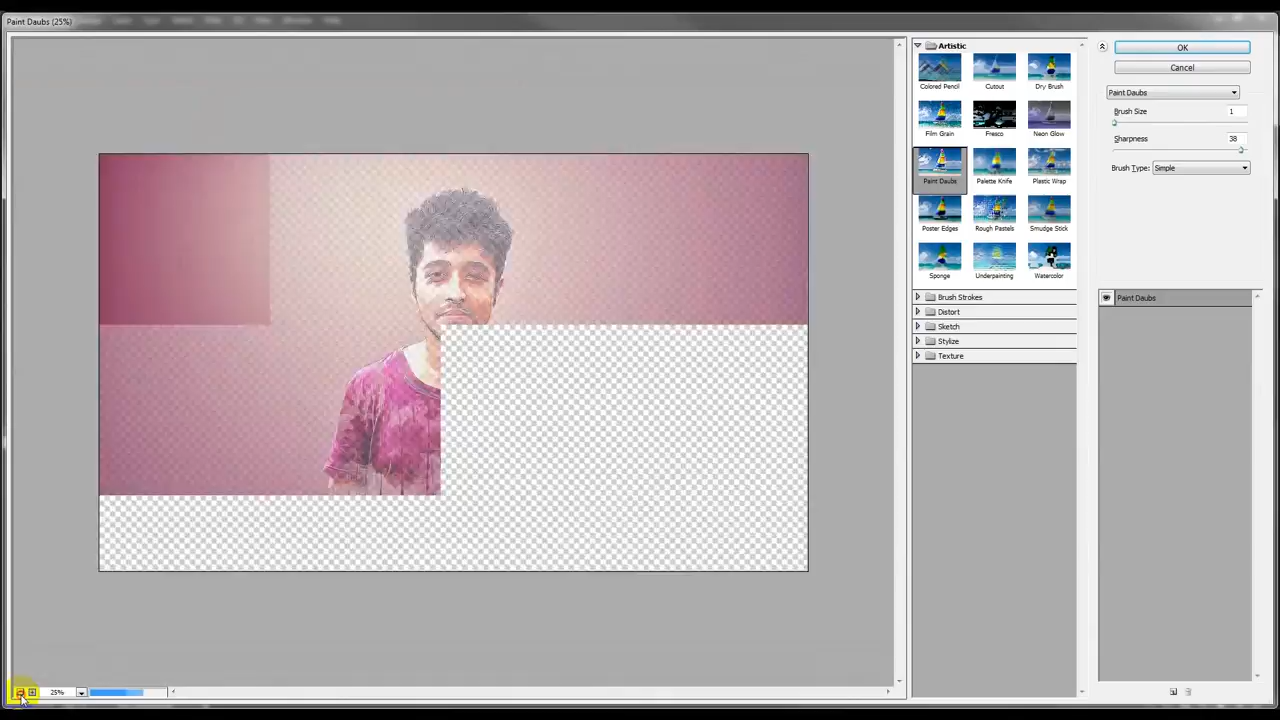 Paint Daubs (25%)
Artistic
Colored Pencil
Cutout
Dry Brush
Film Grain
Fresco
Neon Glow
Paint Daubs
Palette Knife
Plastic Wrap
Poster Edges
Rough Pastels
Smudge Stick
Sponge
Underpainting
Watercolor
Brush Strokes
Distort
Sketch
Stylize
Texture
OK
Cancel
Paint Daubs
Brush Size 1
Sharpness 38
Brush Type: Simple
Paint Daubs
25%